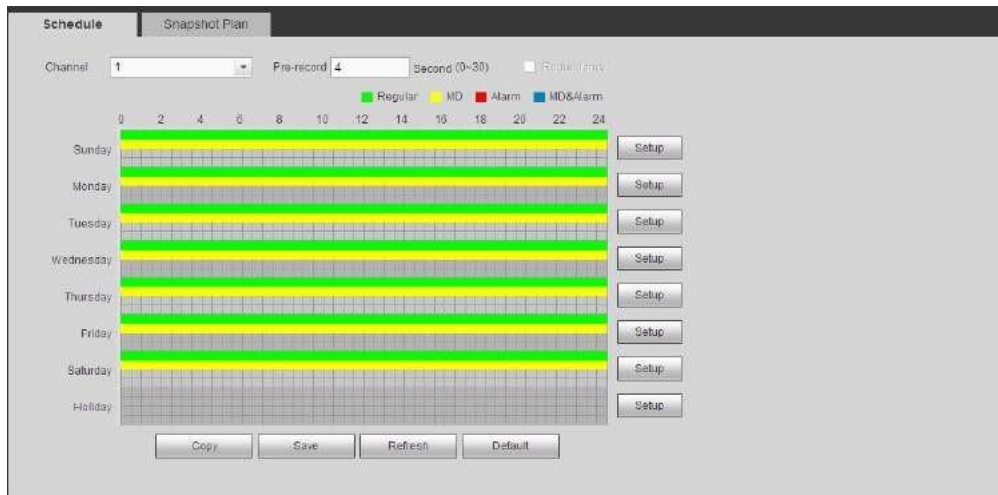 Schedule Snapshot Plan
Channel 1 Pre-record 4 Second (0~30) Redundancy
Regular MD Alarm MD&Alarm
0 2 4 6 8 10 12 14 16 18 20 22 24
Sunday Setup
Monday Setup
Tuesday Setup
Wednesday Setup
Thursday Setup
Friday Setup
Saturday Setup
Holiday Setup
Copy Save Refresh Default